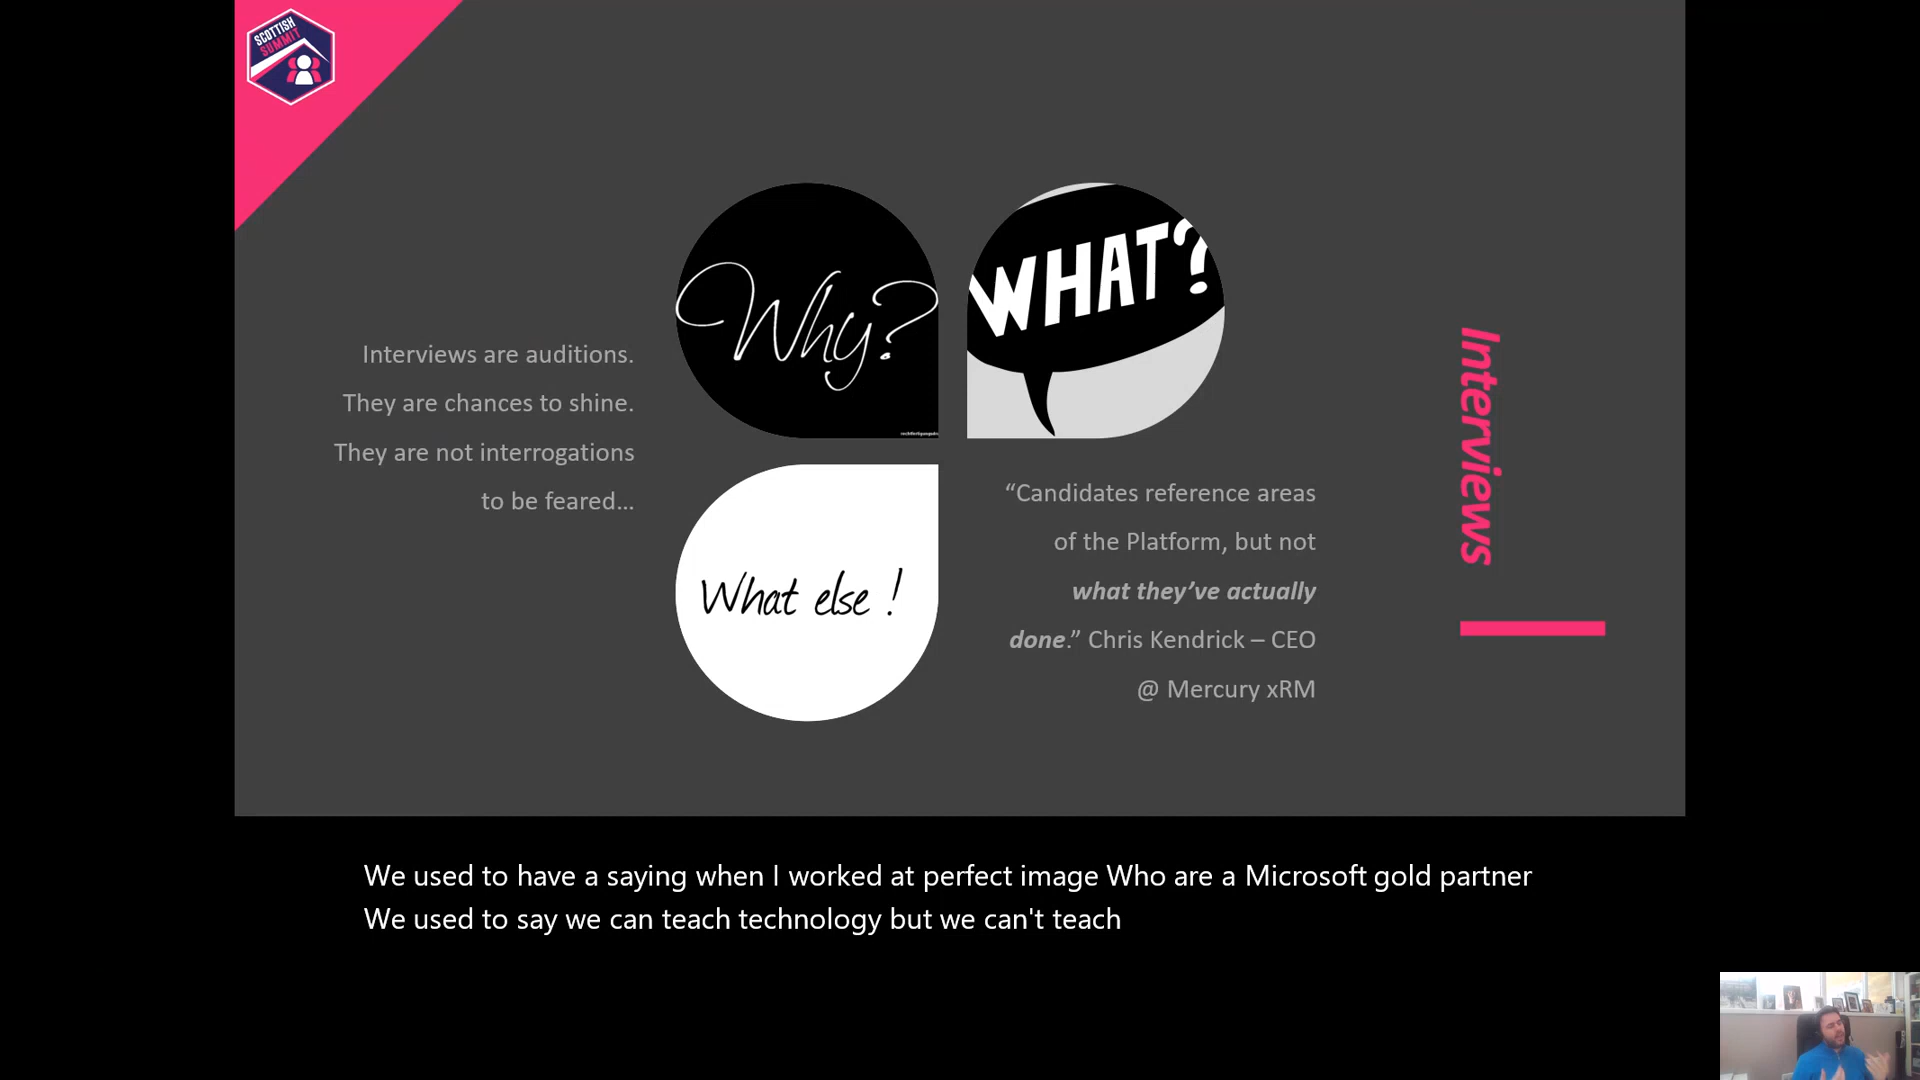 SCOTTISH
SUMMIT
Why?
WHAT?
Interviews are auditions.
They are chances to shine.
They are not interrogations
to be feared...
What else !
“Candidates reference areas
of the Platform, but not
what they’ve actually
done.” Chris Kendrick – CEO
@ Mercury xRM
Interviews
We used to have a saying when I worked at perfect image Who are a Microsoft gold partner
We used to say we can teach technology but we can't teach